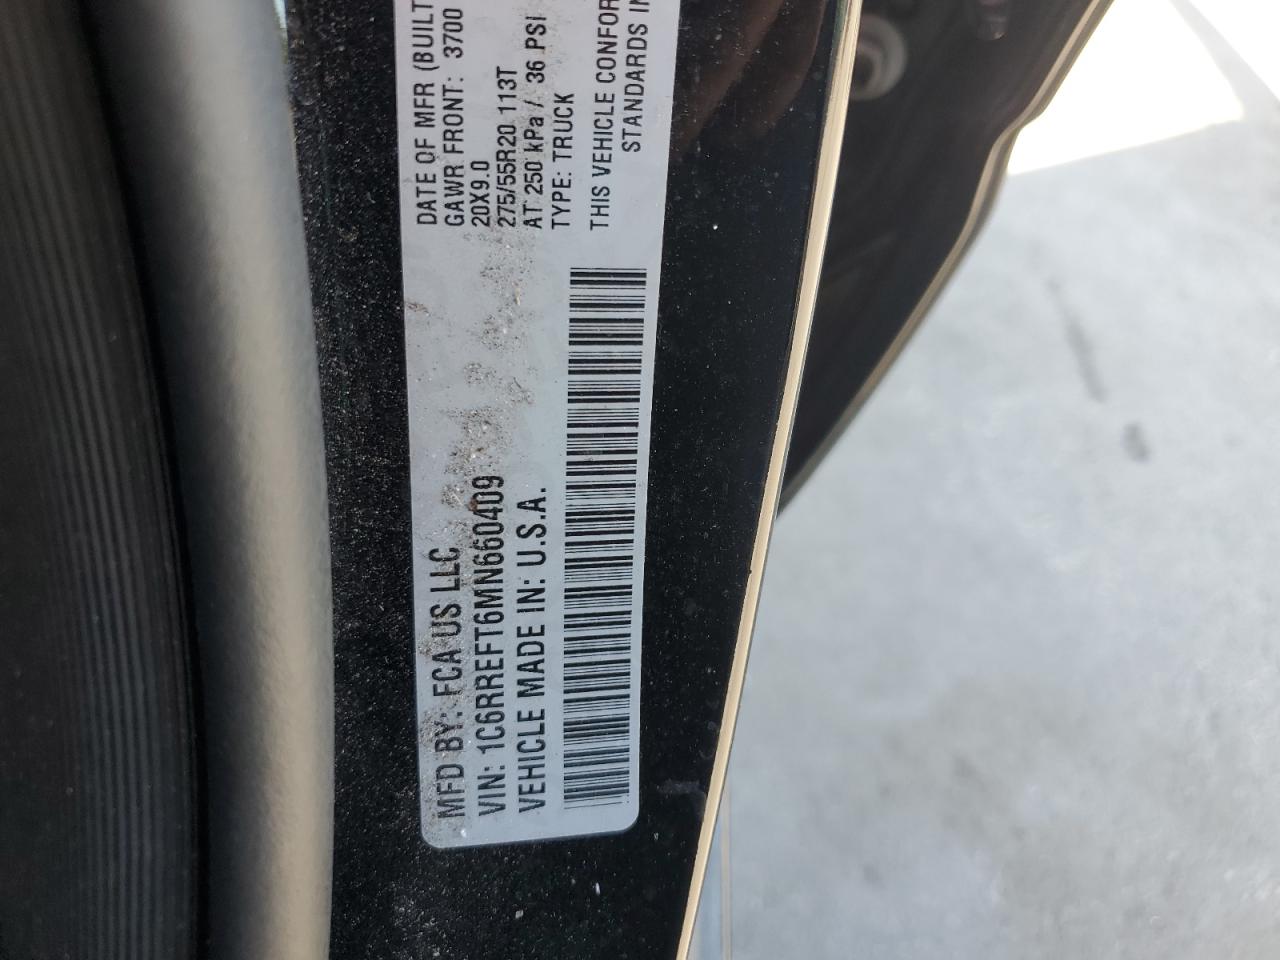 MFD BY: FCA US LLC
VIN: 1C6RREFT6MN660409
VEHICLE MADE IN: U.S.A.
DATE OF MFR (BUILT
GAWR FRONT: 3700
20X9.0
275/55R20 113T
AT 250 kPa / 36 PSI
TYPE: TRUCK
THIS VEHICLE CONFOR
STANDARDS IN